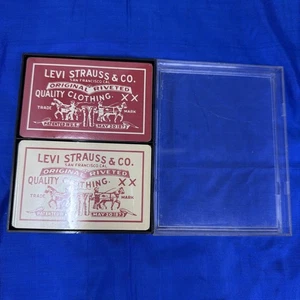 LEVI STRAUSS & CO.
SAN FRANCISCO CAL.
ORIGINAL RIVETED
QUALITY CLOTHING. XX
TRADE MARK
PATENTED U.S. MAY 20 1873
LEVI STRAUSS & CO.
SAN FRANCISCO CAL.
ORIGINAL RIVETED
QUALITY CLOTHING. XX
TRADE MARK
MAY 20 1873